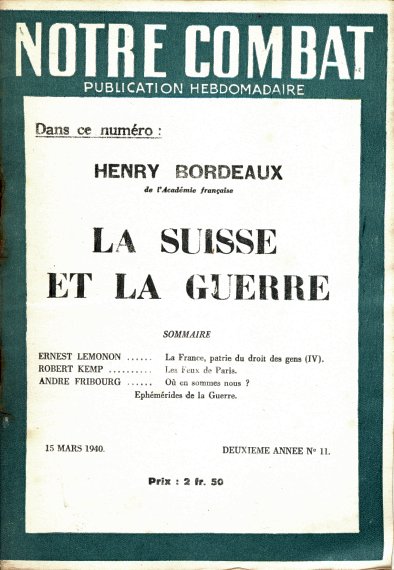 NOTRE COMBAT
PUBLICATION HEBDOMADAIRE
Dans ce numéro :
HENRY BORDEAUX
de l'Académie française
LA SUISSE
ET LA GUERRE
SOMMAIRE
ERNEST LEMONON ...... La France, patrie du droit des gens (IV).
ROBERT KEMP .......... Les Feux de Paris.
ANDRE FRIBOURG ...... Où en sommes nous ?
Ephémérides de la Guerre.
15 MARS 1940. DEUXIEME ANNEE N° 11.
Prix : 2 fr. 50